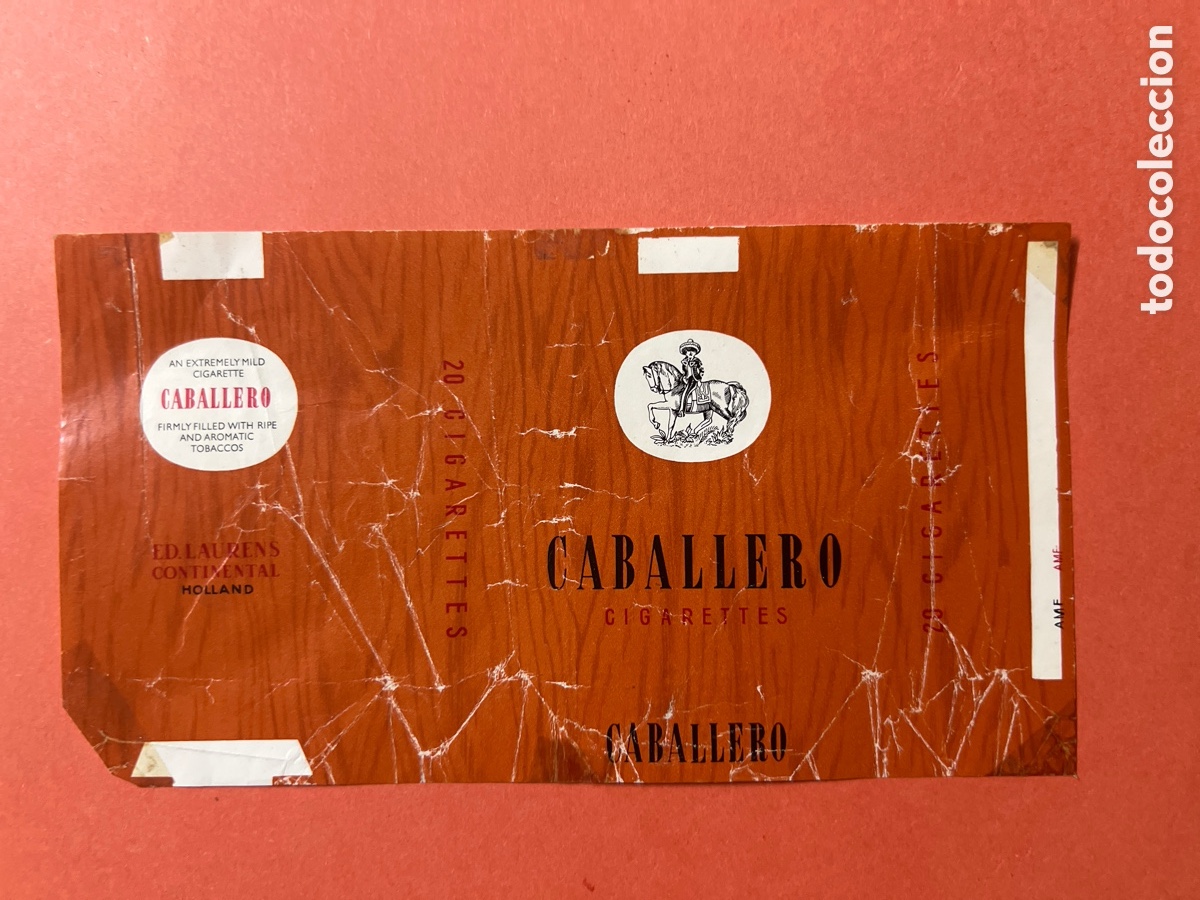 AN EXTREMELY MILD
CIGARETTE
CABALLERO
FIRMLY FILLED WITH RIPE
AND AROMATIC
TOBACCOS
ED. LAURENS
CONTINENTAL
HOLLAND
20 CIGARETTES
CABALLERO
CIGARETTES
CABALLERO
20 CIGARETTES
AMF
AMF
todocoleccion